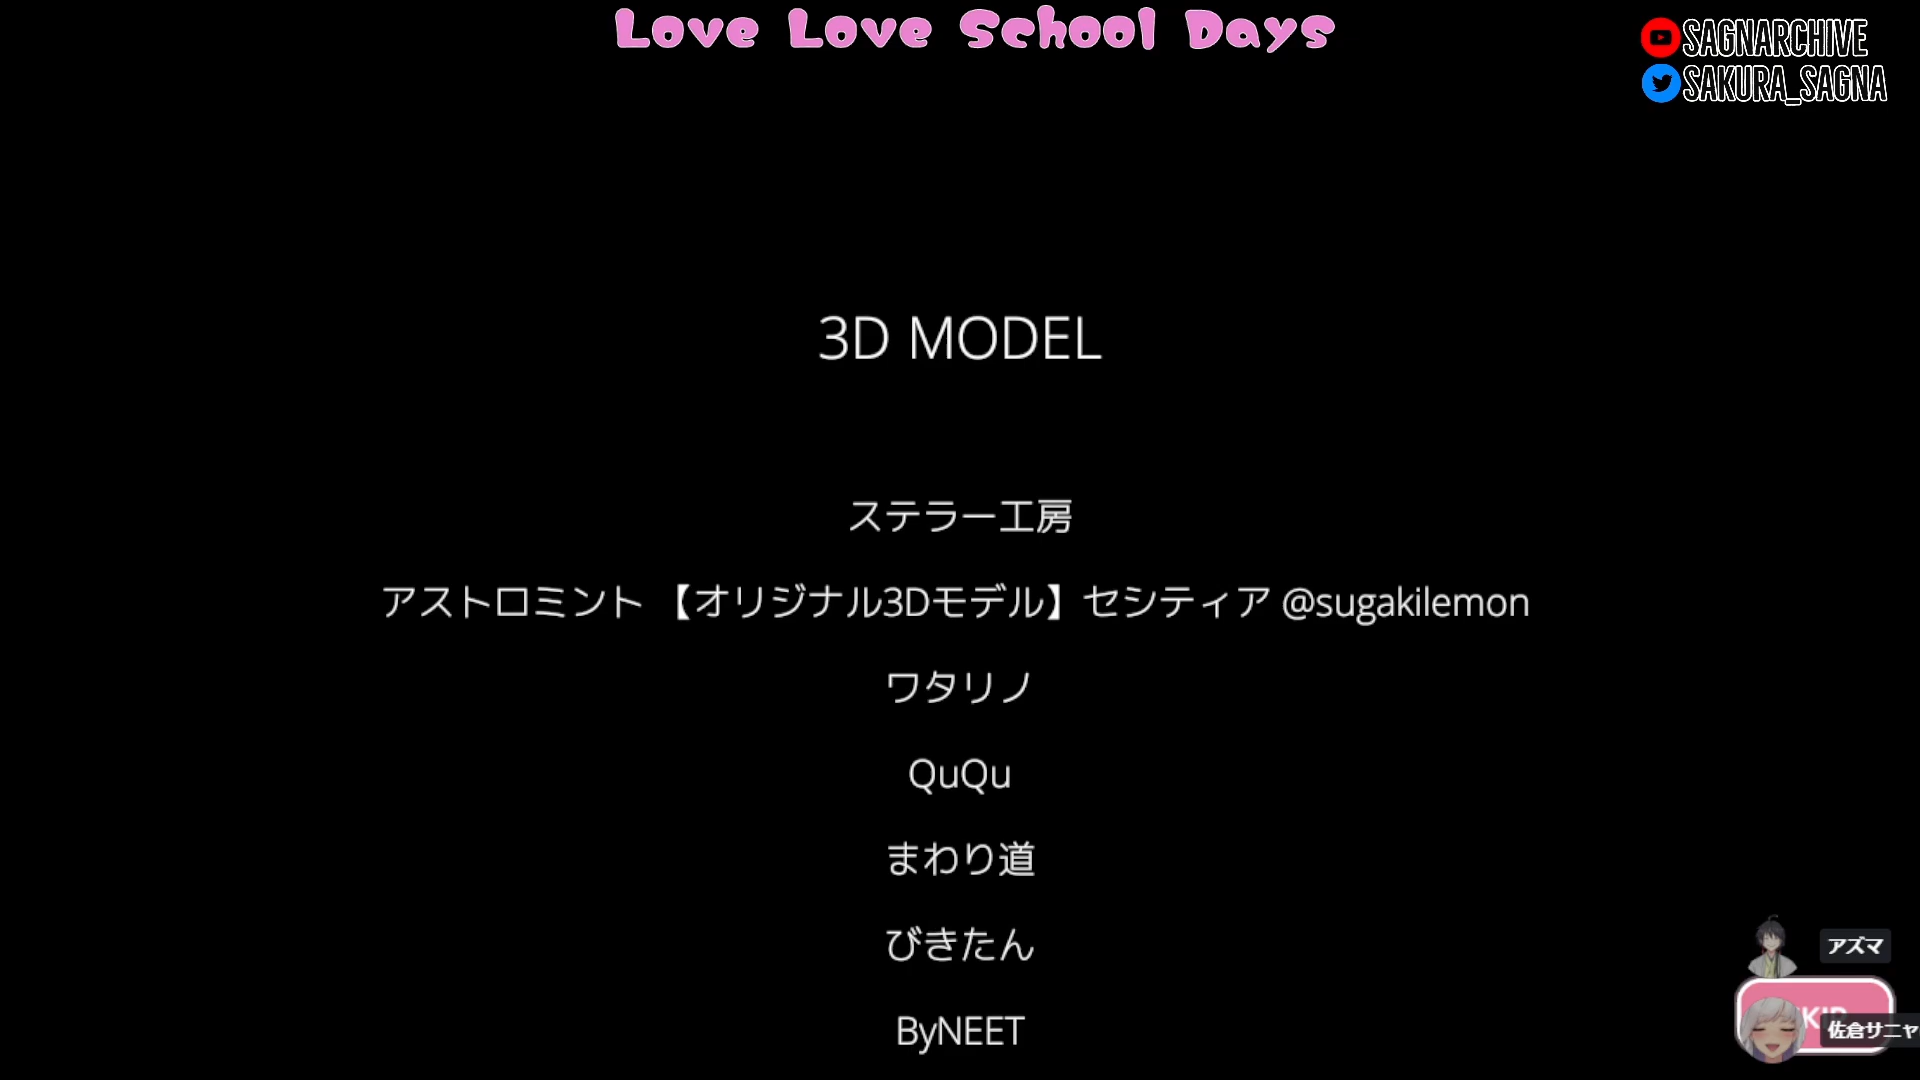 Love Love School Days
SAGNARCHIVE
SAKURA_SAGNA
3D MODEL
ステラー工房
アストロミント 【オリジナル3Dモデル】セシティア @sugakilemon
ワタリノ
QuQu
まわり道
びきたん
ByNEET
アズマ
佐倉サニャ